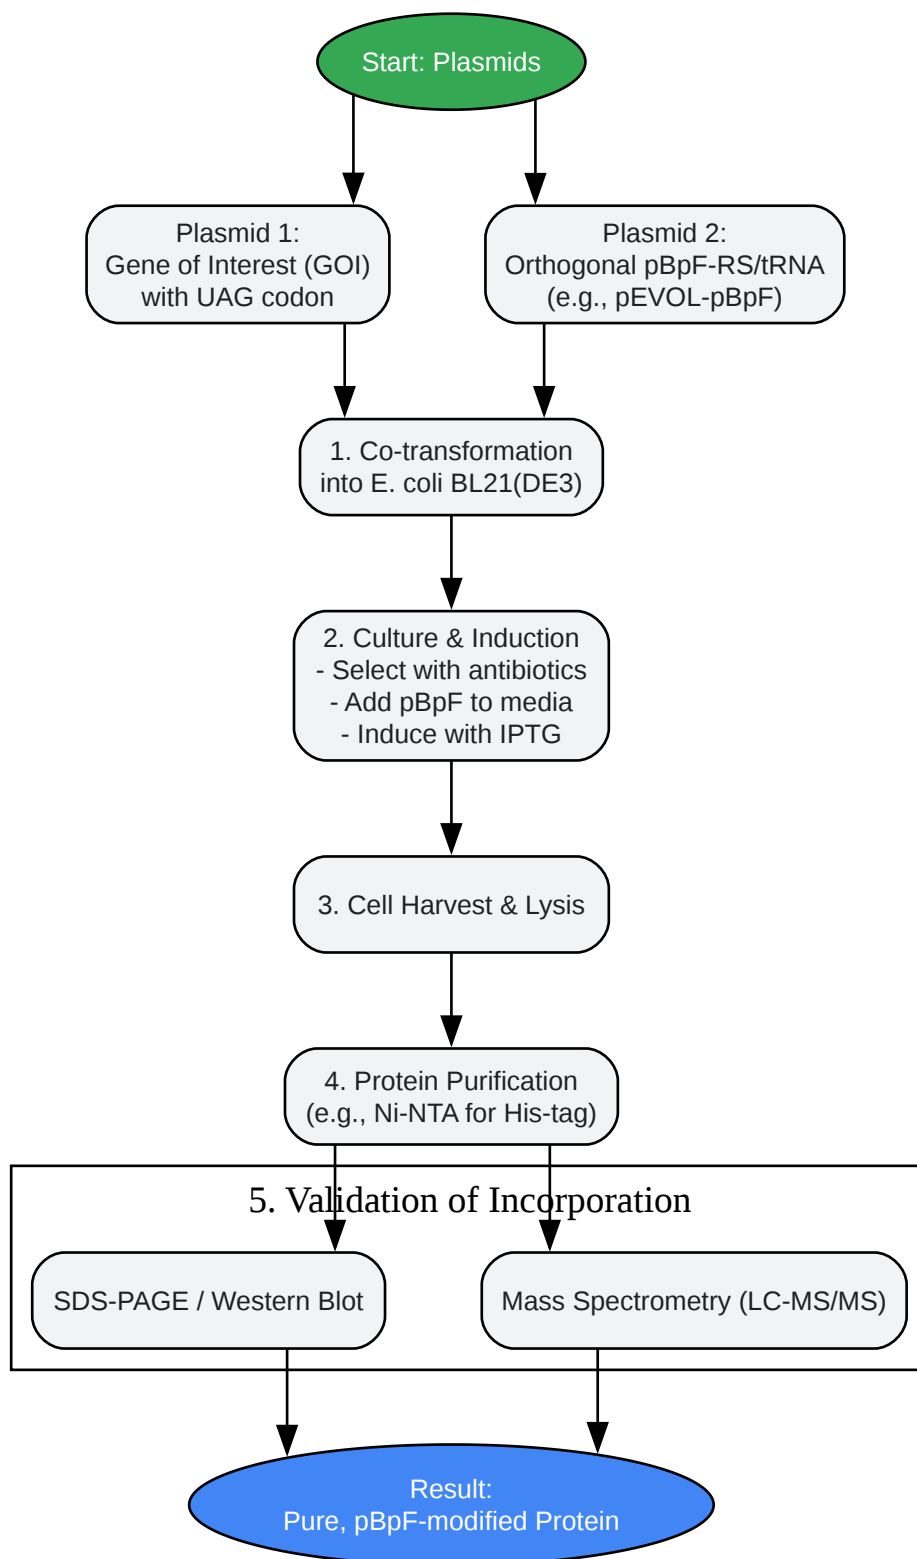 Start: Plasmids
Plasmid 1:
Gene of Interest (GOI)
with UAG codon
Plasmid 2:
Orthogonal pBpF-RS/tRNA
(e.g., pEVOL-pBpF)
1. Co-transformation
into E. coli BL21(DE3)
2. Culture & Induction
- Select with antibiotics
- Add pBpF to media
- Induce with IPTG
3. Cell Harvest & Lysis
4. Protein Purification
(e.g., Ni-NTA for His-tag)
5. Validation of Incorporation
SDS-PAGE / Western Blot
Mass Spectrometry (LC-MS/MS)
Result:
Pure, pBpF-modified Protein